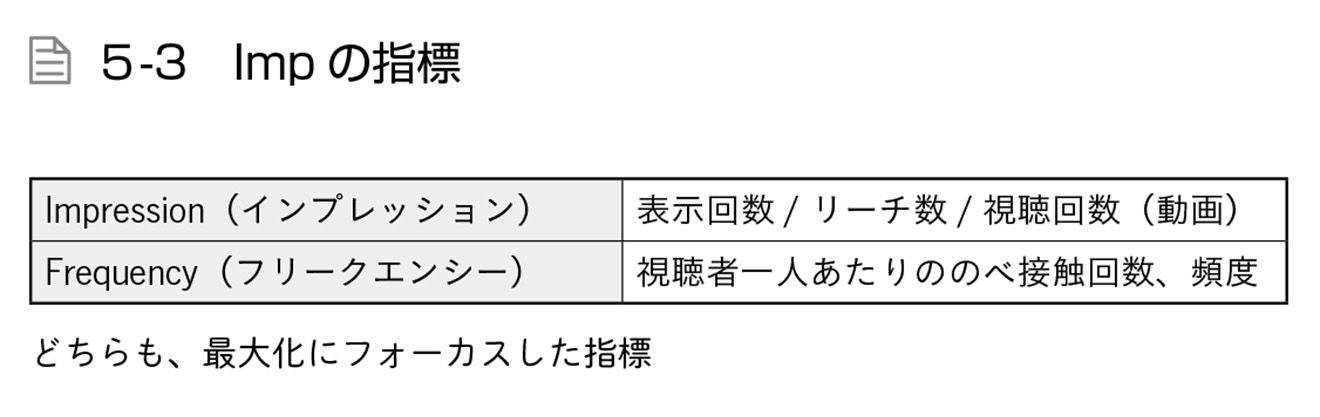 5-3 Impの指標
Impression（インプレッション） 表示回数 / リーチ数 / 視聴回数（動画）
Frequency（フリークエンシー） 視聴者一人あたりののべ接触回数、頻度
どちらも、最大化にフォーカスした指標